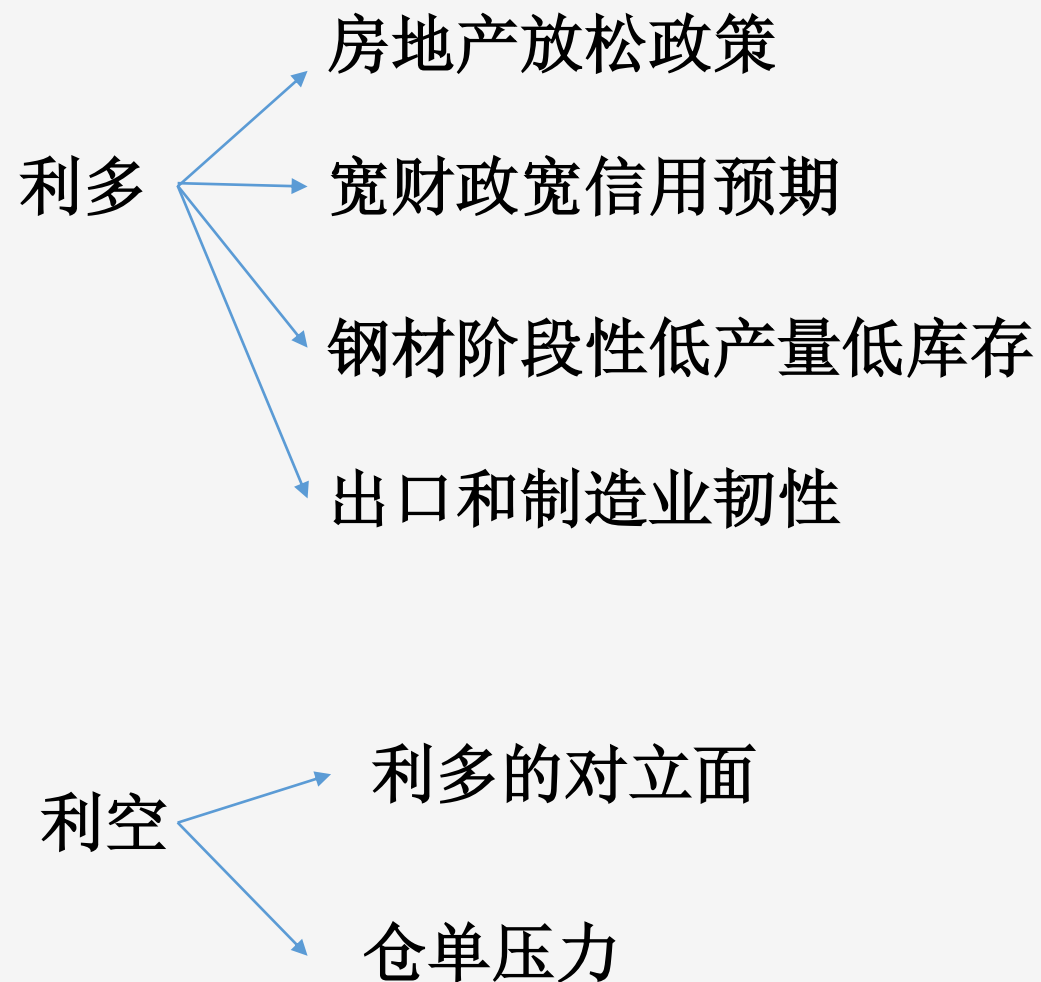 房地产放松政策
利多
宽财政宽信用预期
钢材阶段性低产量低库存
出口和制造业韧性
利多的对立面
利空
仓单压力